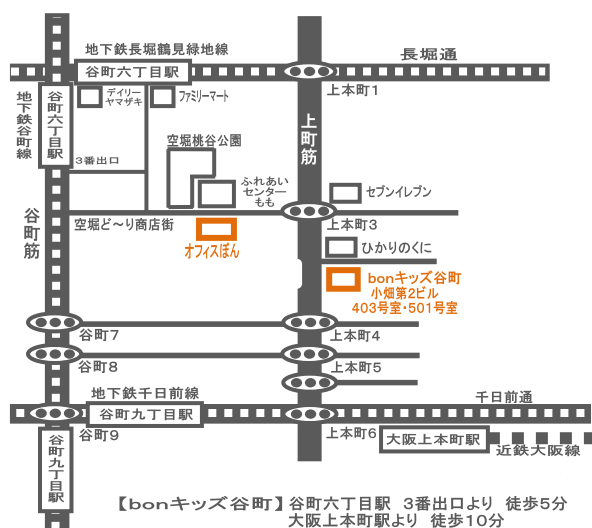 地下鉄長堀鶴見緑地線
長堀通
谷町六丁目駅
上本町1
地下鉄谷町線
谷町六丁目駅
デイリーヤマザキ
ファミリーマート
上町筋
空堀桃谷公園
3番出口
ふれあい
センター
もも
セブンイレブン
谷町筋
空堀ど〜り商店街
上本町3
オフィスぽん
ひかりのくに
bonキッズ谷町
小畑第2ビル
403号室・501号室
谷町7
上本町4
谷町8
上本町5
地下鉄千日前線
千日前通
谷町九丁目駅
谷町9
上本町6
大阪上本町駅
近鉄大阪線
谷町九丁目駅
【bonキッズ谷町】谷町六丁目駅 3番出口より 徒歩5分
大阪上本町駅より 徒歩10分